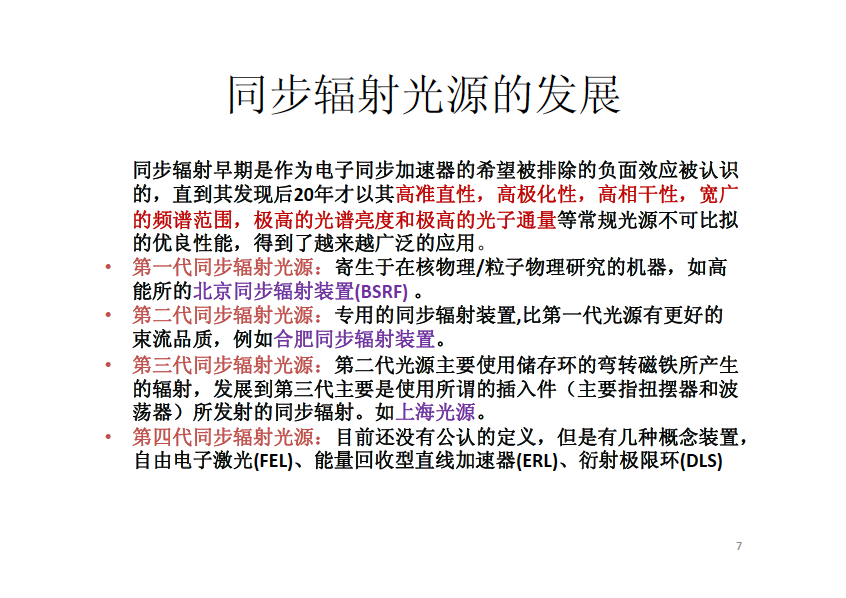 同步辐射光源的发展
同步辐射早期是作为电子同步加速器的希望被排除的负面效应被认识
的，直到其发现后20年才以其高准直性，高极化性，高相干性，宽广
的频谱范围，极高的光谱亮度和极高的光子通量等常规光源不可比拟
的优良性能，得到了越来越广泛的应用。
• 第一代同步辐射光源：寄生于在核物理/粒子物理研究的机器，如高
能所的北京同步辐射装置(BSRF) 。
• 第二代同步辐射光源：专用的同步辐射装置,比第一代光源有更好的
束流品质，例如合肥同步辐射装置。
• 第三代同步辐射光源：第二代光源主要使用储存环的弯转磁铁所产生
的辐射，发展到第三代主要是使用所谓的插入件（主要指扭摆器和波
荡器）所发射的同步辐射。如上海光源。
• 第四代同步辐射光源：目前还没有公认的定义，但是有几种概念装置，
自由电子激光(FEL)、能量回收型直线加速器(ERL)、衍射极限环(DLS)
7